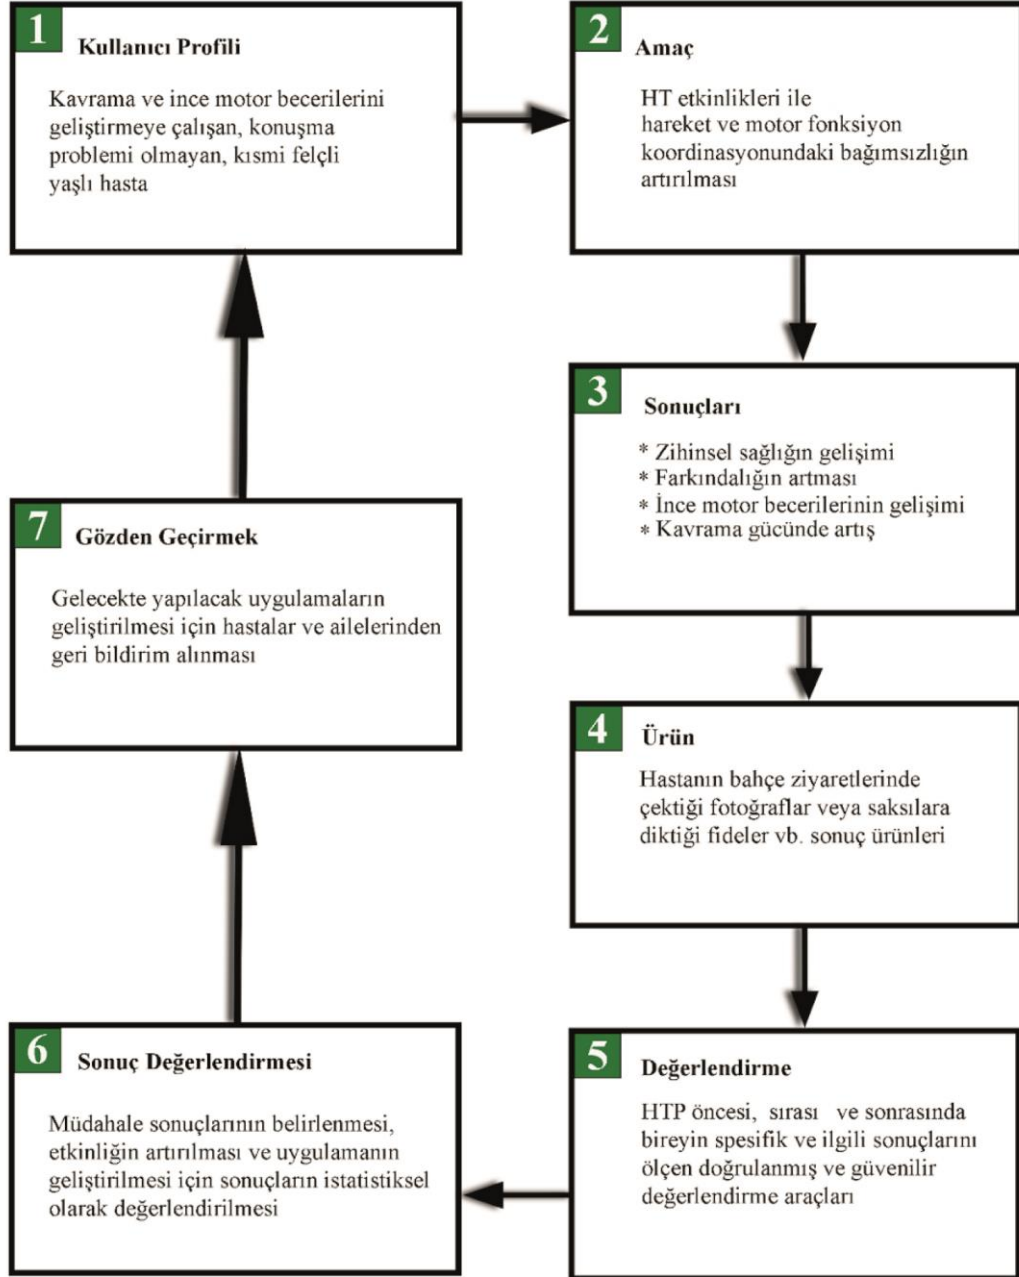 1
Kullanıcı Profili
Kavrama ve ince motor becerilerini
geliştirmeye çalışan, konuşma
problemi olmayan, kısmi felçli
yaşlı hasta
2
Amaç
HT etkinlikleri ile
hareket ve motor fonksiyon
koordinasyonundaki bağımsızlığın
artırılması
3
Sonuçları
* Zihinsel sağlığın gelişimi
* Farkındalığın artması
* İnce motor becerilerinin gelişimi
* Kavrama gücünde artış
4
Ürün
Hastanın bahçe ziyaretlerinde
çektiği fotoğraflar veya saksılara
diktiği fideler vb. sonuç ürünleri
5
Değerlendirme
HTP öncesi, sırası ve sonrasında
bireyin spesifik ve ilgili sonuçlarını
ölçen doğrulanmış ve güvenilir
değerlendirme araçları
6
Sonuç Değerlendirmesi
Müdahale sonuçlarının belirlenmesi,
etkinliğin artırılması ve uygulamanın
geliştirilmesi için sonuçların istatistiksel
olarak değerlendirilmesi
7
Gözden Geçirmek
Gelecekte yapılacak uygulamaların
geliştirilmesi için hastalar ve ailelerinden
geri bildirim alınması